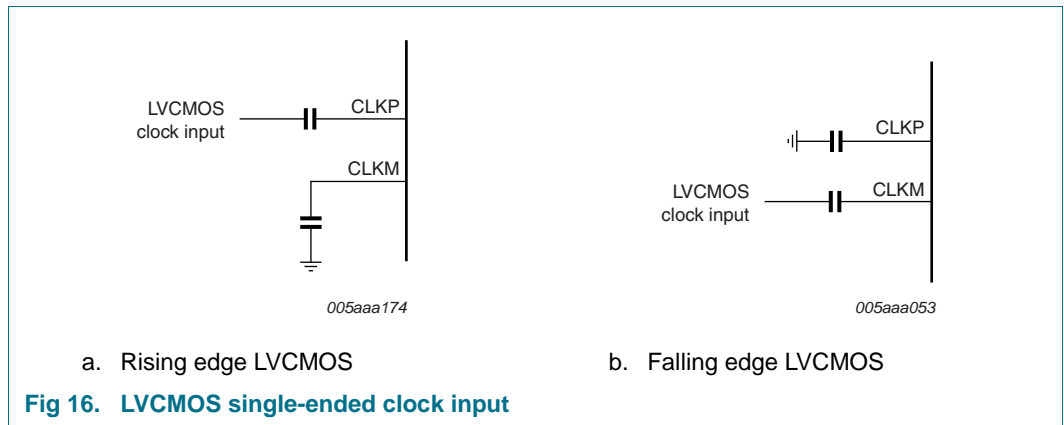 LVCMOS
clock input
CLKP
CLKM
005aaa174
a. Rising edge LVCMOS
CLKP
LVCMOS
clock input
CLKM
005aaa053
b. Falling edge LVCMOS
Fig 16. LVCMOS single-ended clock input